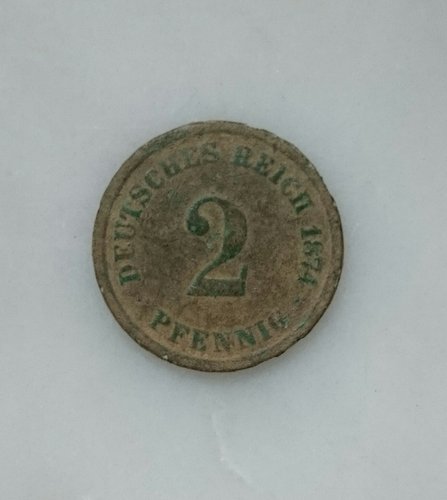 DEUTSCHES REICH 1874
2
· PFENNIG ·